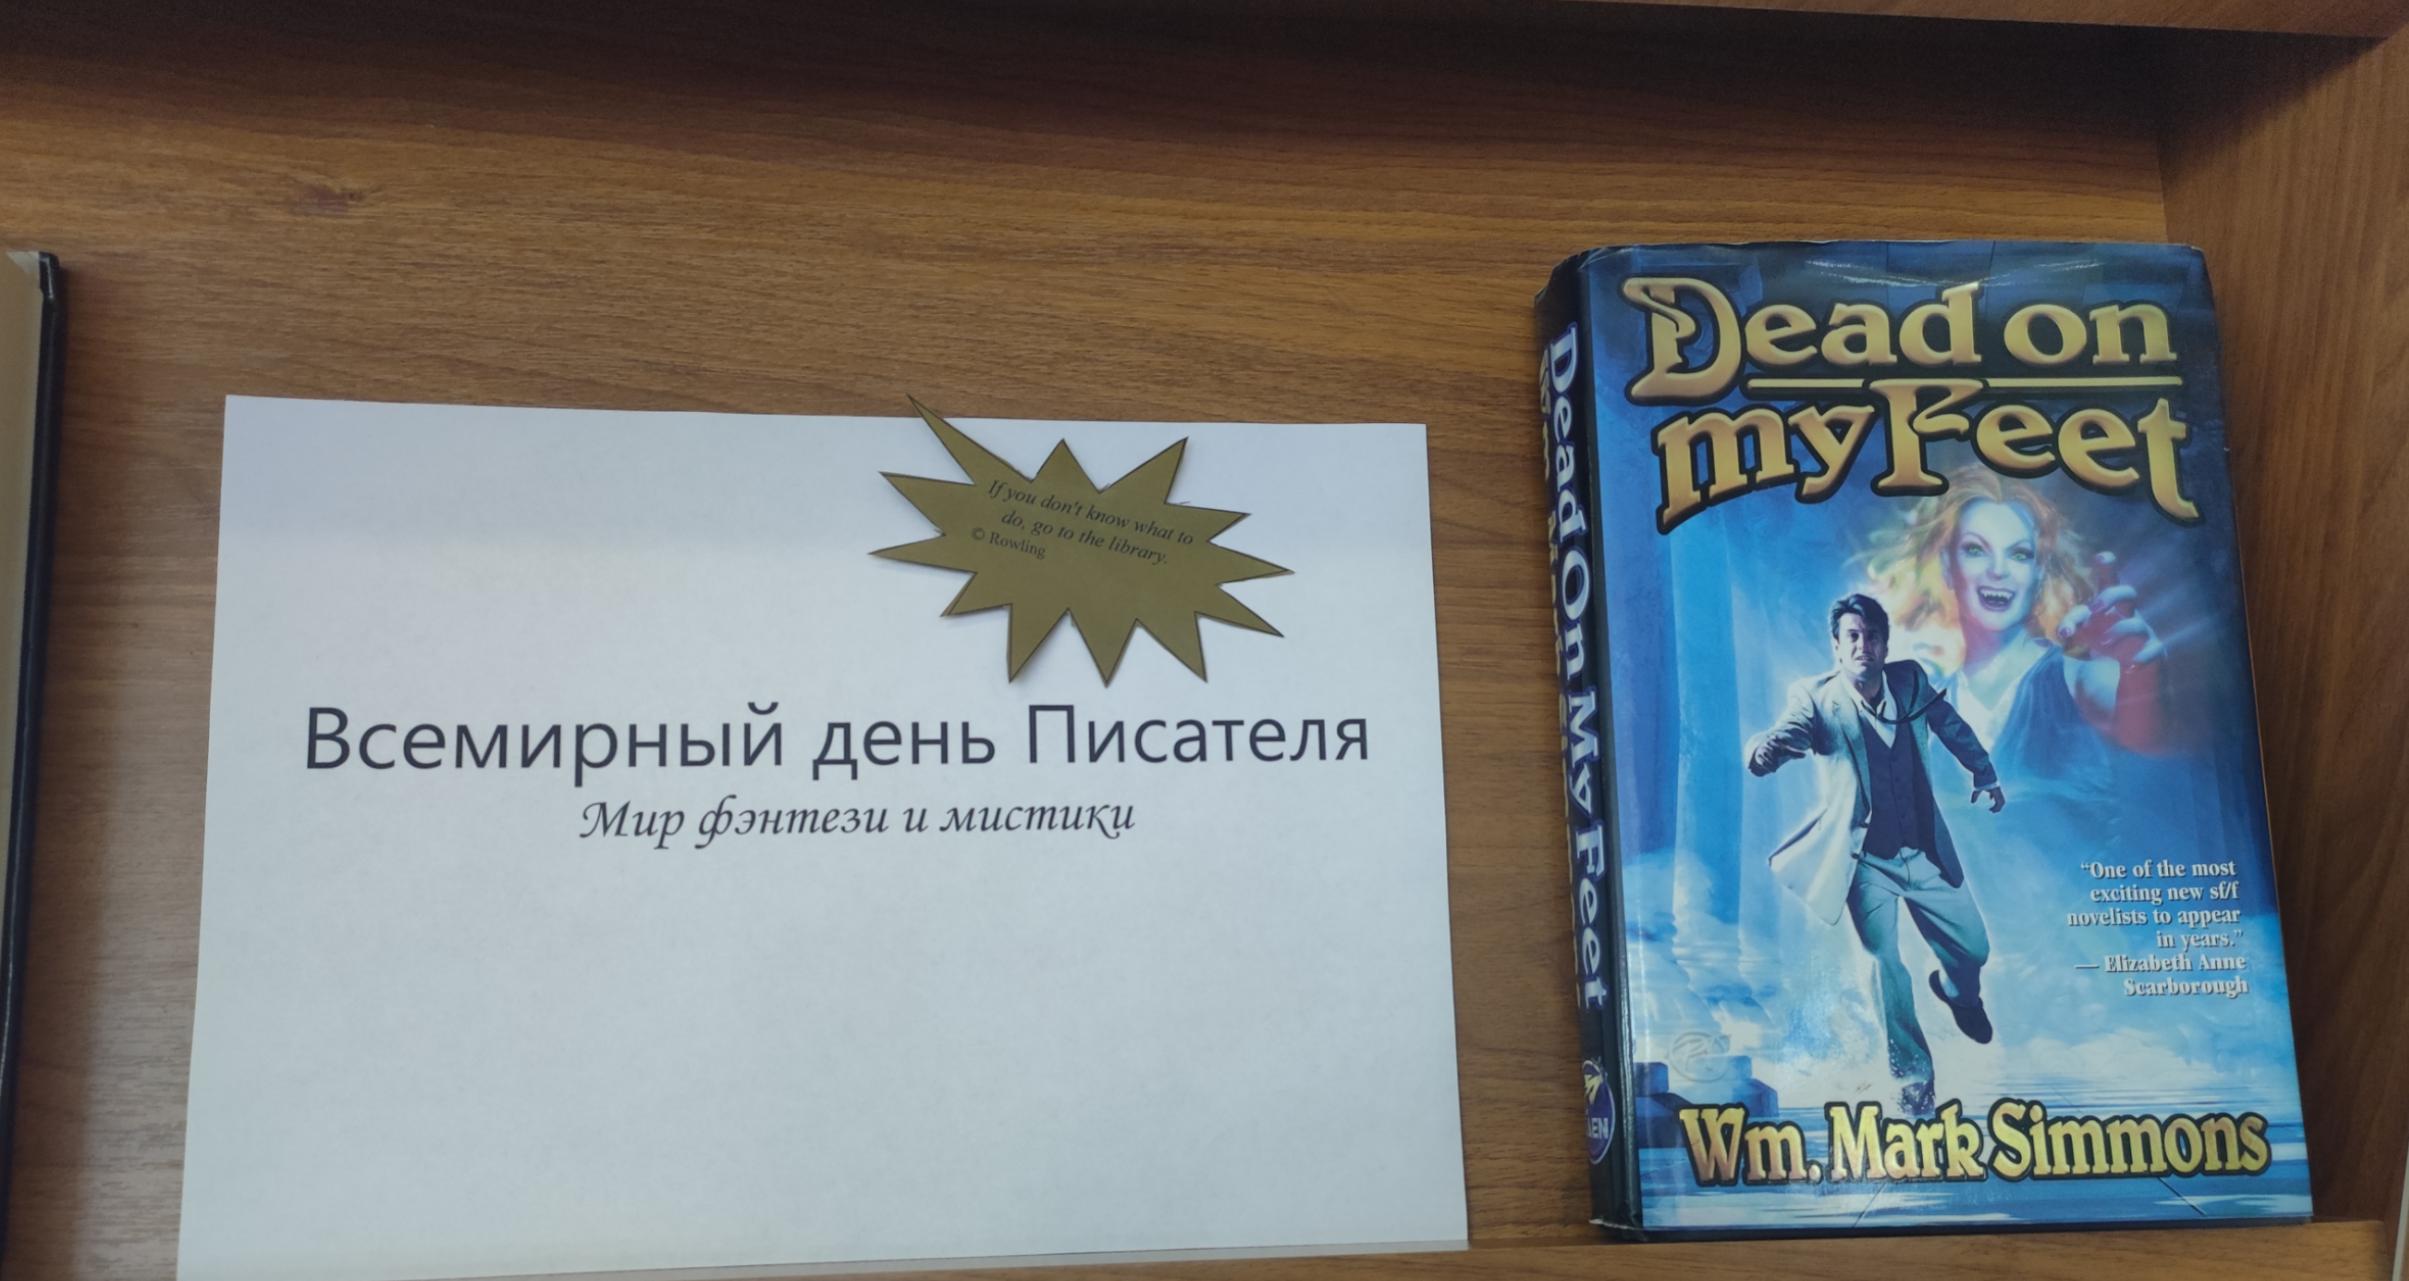 If you don't know what to
do, go to the library.
© Rowling
Всемирный день Писателя
Мир фэнтези и мистики
Dead On My Feet
Dead on
my Feet
"One of the most
exciting new sf/f
novelists to appear
in years."
— Elizabeth Anne
Scarborough
Wm. Mark Simmons